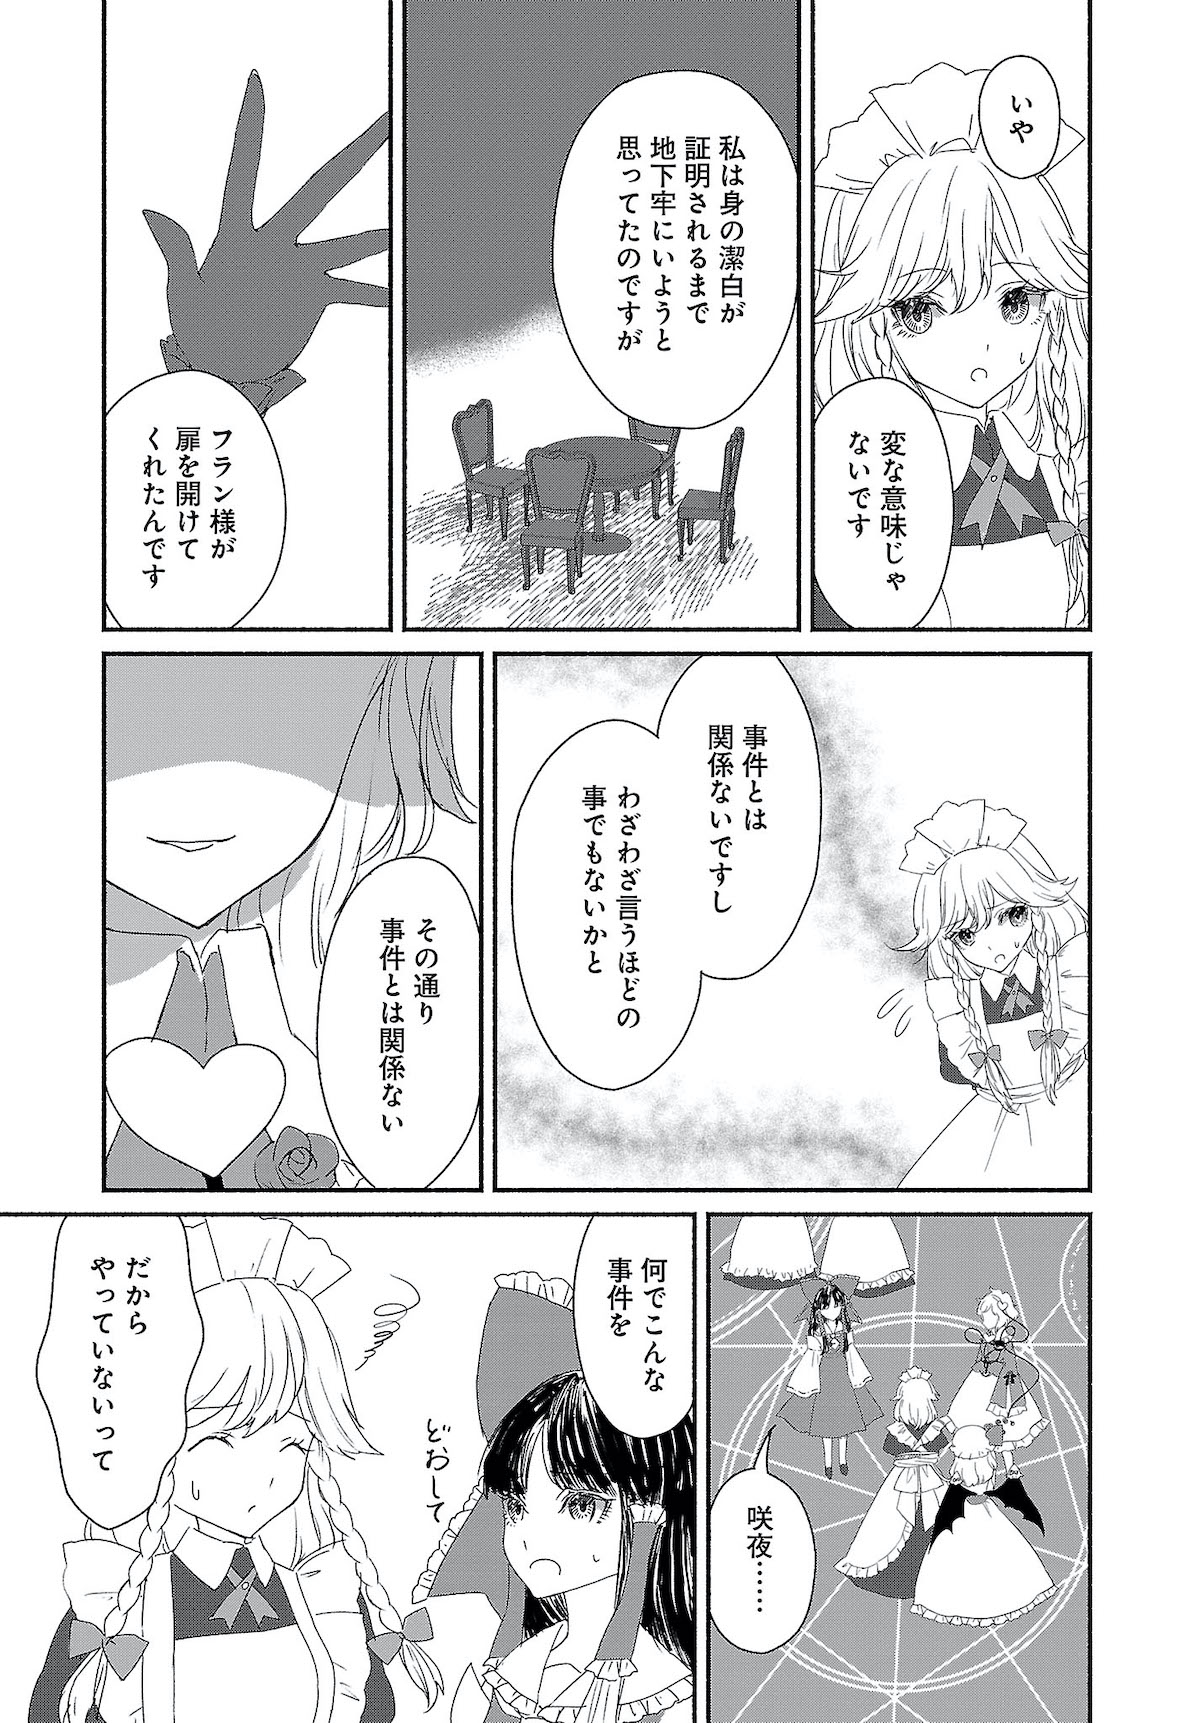 いや
変な意味じゃ
ないです
私は身の潔白が
証明されるまで
地下牢にいようと
思ってたのですが
フラン様が
扉を開けて
くれたんです
事件とは
関係ないですし
わざわざ言うほどの
事でもないかと
その通り
事件とは関係ない
咲夜……
何でこんな
事件を
どおして
だから
やっていないって